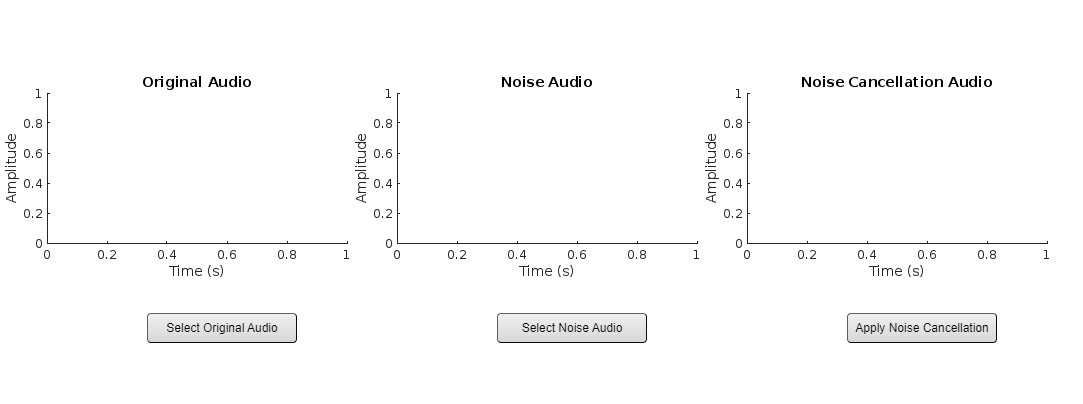 Original Audio
1
0.8
0.6
0.4
0.2
0
Amplitude
0 0.2 0.4 0.6 0.8 1
Time (s)
Select Original Audio
Noise Audio
1
0.8
0.6
0.4
0.2
0
Amplitude
0 0.2 0.4 0.6 0.8 1
Time (s)
Select Noise Audio
Noise Cancellation Audio
1
0.8
0.6
0.4
0.2
0
Amplitude
0 0.2 0.4 0.6 0.8 1
Time (s)
Apply Noise Cancellation